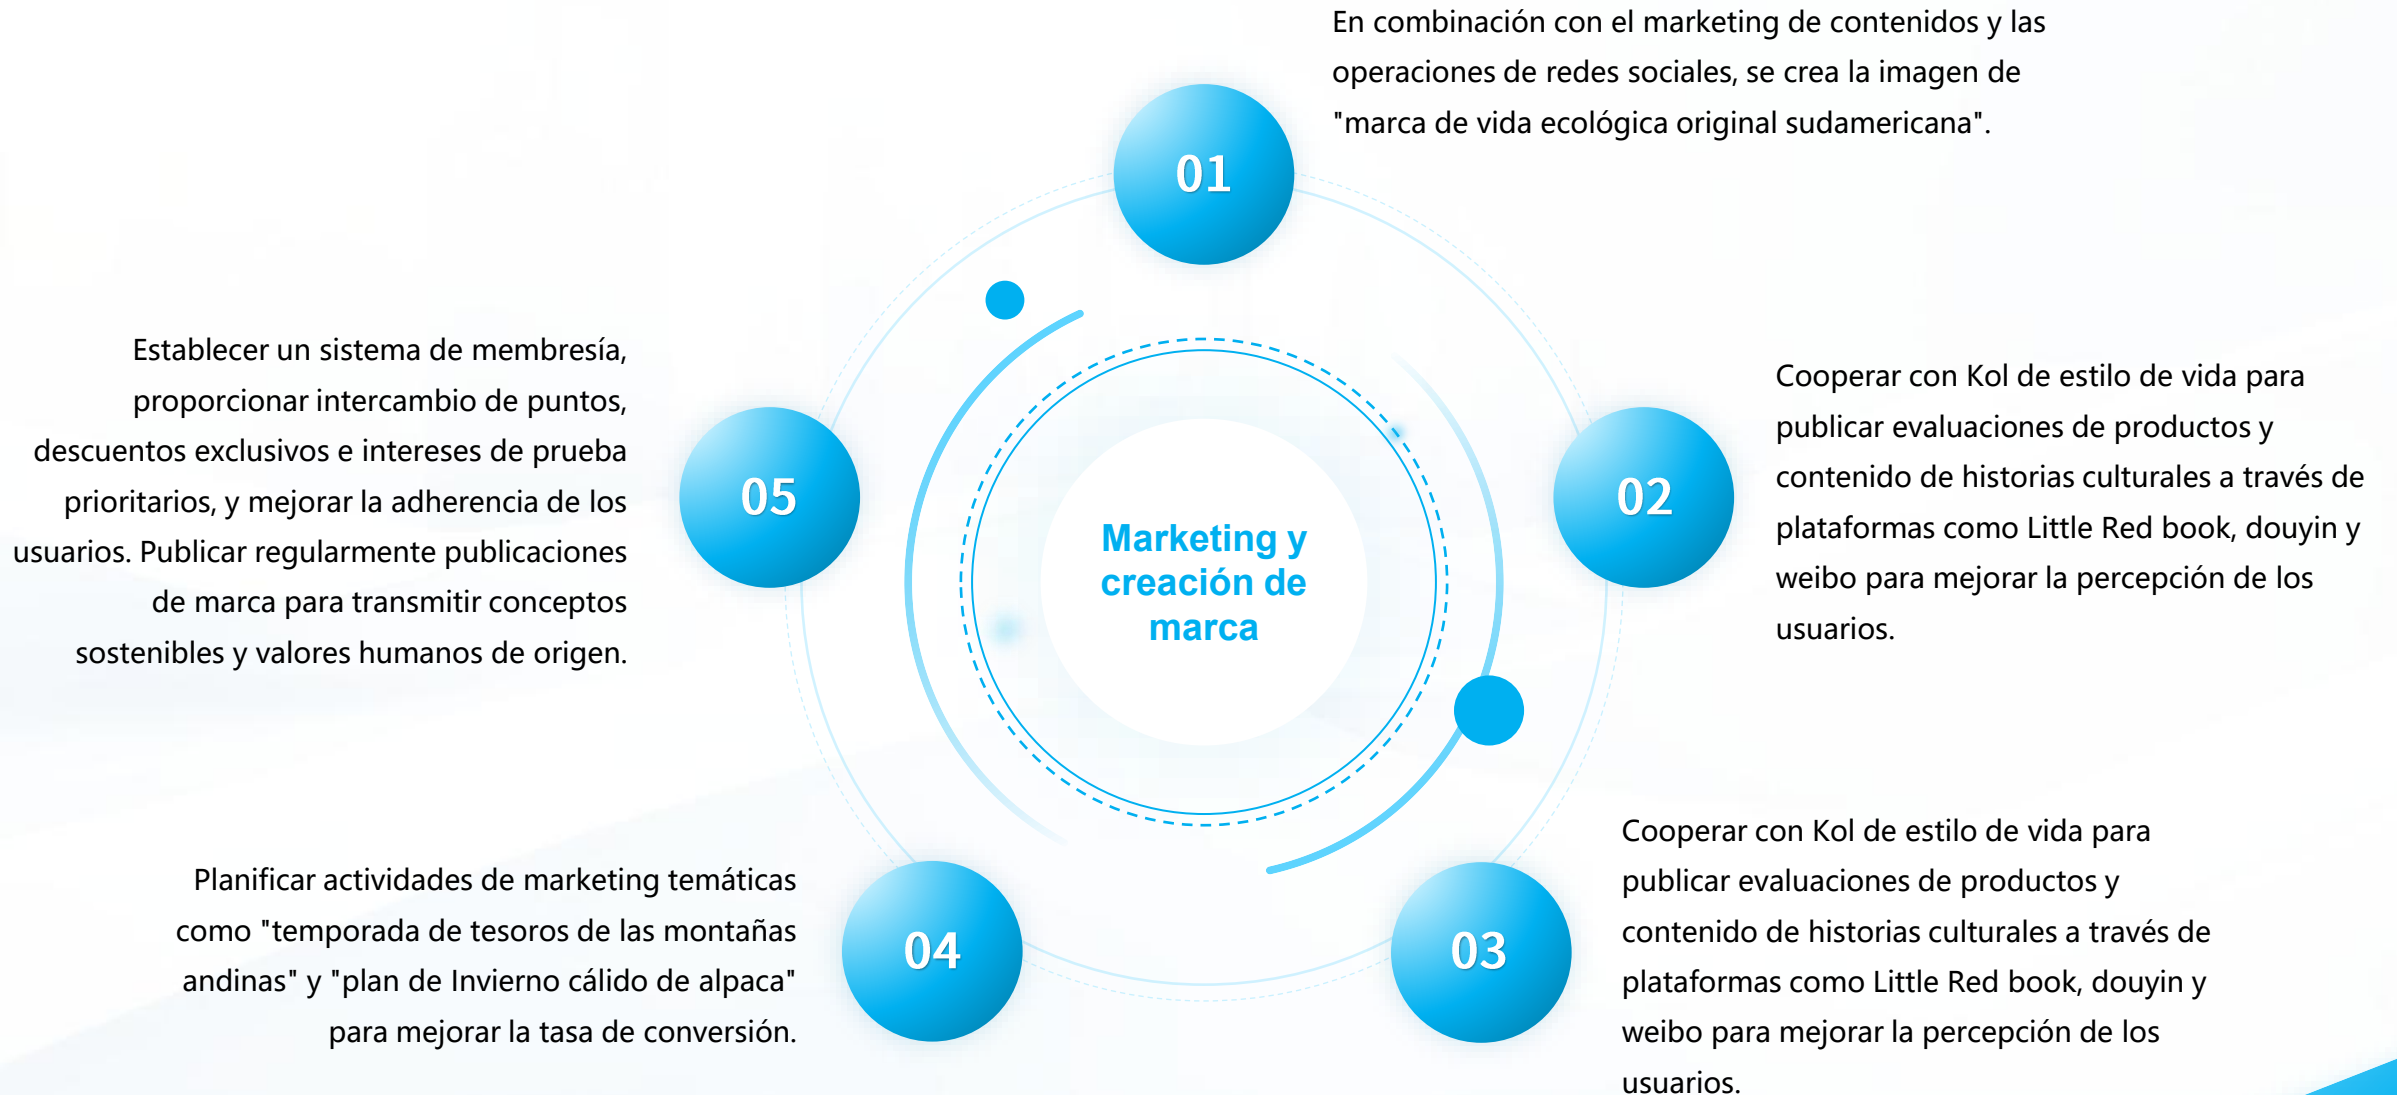 Marketing y
creación de
marca
01
En combinación con el marketing de contenidos y las
operaciones de redes sociales, se crea la imagen de
"marca de vida ecológica original sudamericana".
02
Cooperar con Kol de estilo de vida para
publicar evaluaciones de productos y
contenido de historias culturales a través de
plataformas como Little Red book, douyin y
weibo para mejorar la percepción de los
usuarios.
03
Cooperar con Kol de estilo de vida para
publicar evaluaciones de productos y
contenido de historias culturales a través de
plataformas como Little Red book, douyin y
weibo para mejorar la percepción de los
usuarios.
04
Planificar actividades de marketing temáticas
como "temporada de tesoros de las montañas
andinas" y "plan de Invierno cálido de alpaca"
para mejorar la tasa de conversión.
05
Establecer un sistema de membresía,
proporcionar intercambio de puntos,
descuentos exclusivos e intereses de prueba
prioritarios, y mejorar la adherencia de los
usuarios. Publicar regularmente publicaciones
de marca para transmitir conceptos
sostenibles y valores humanos de origen.